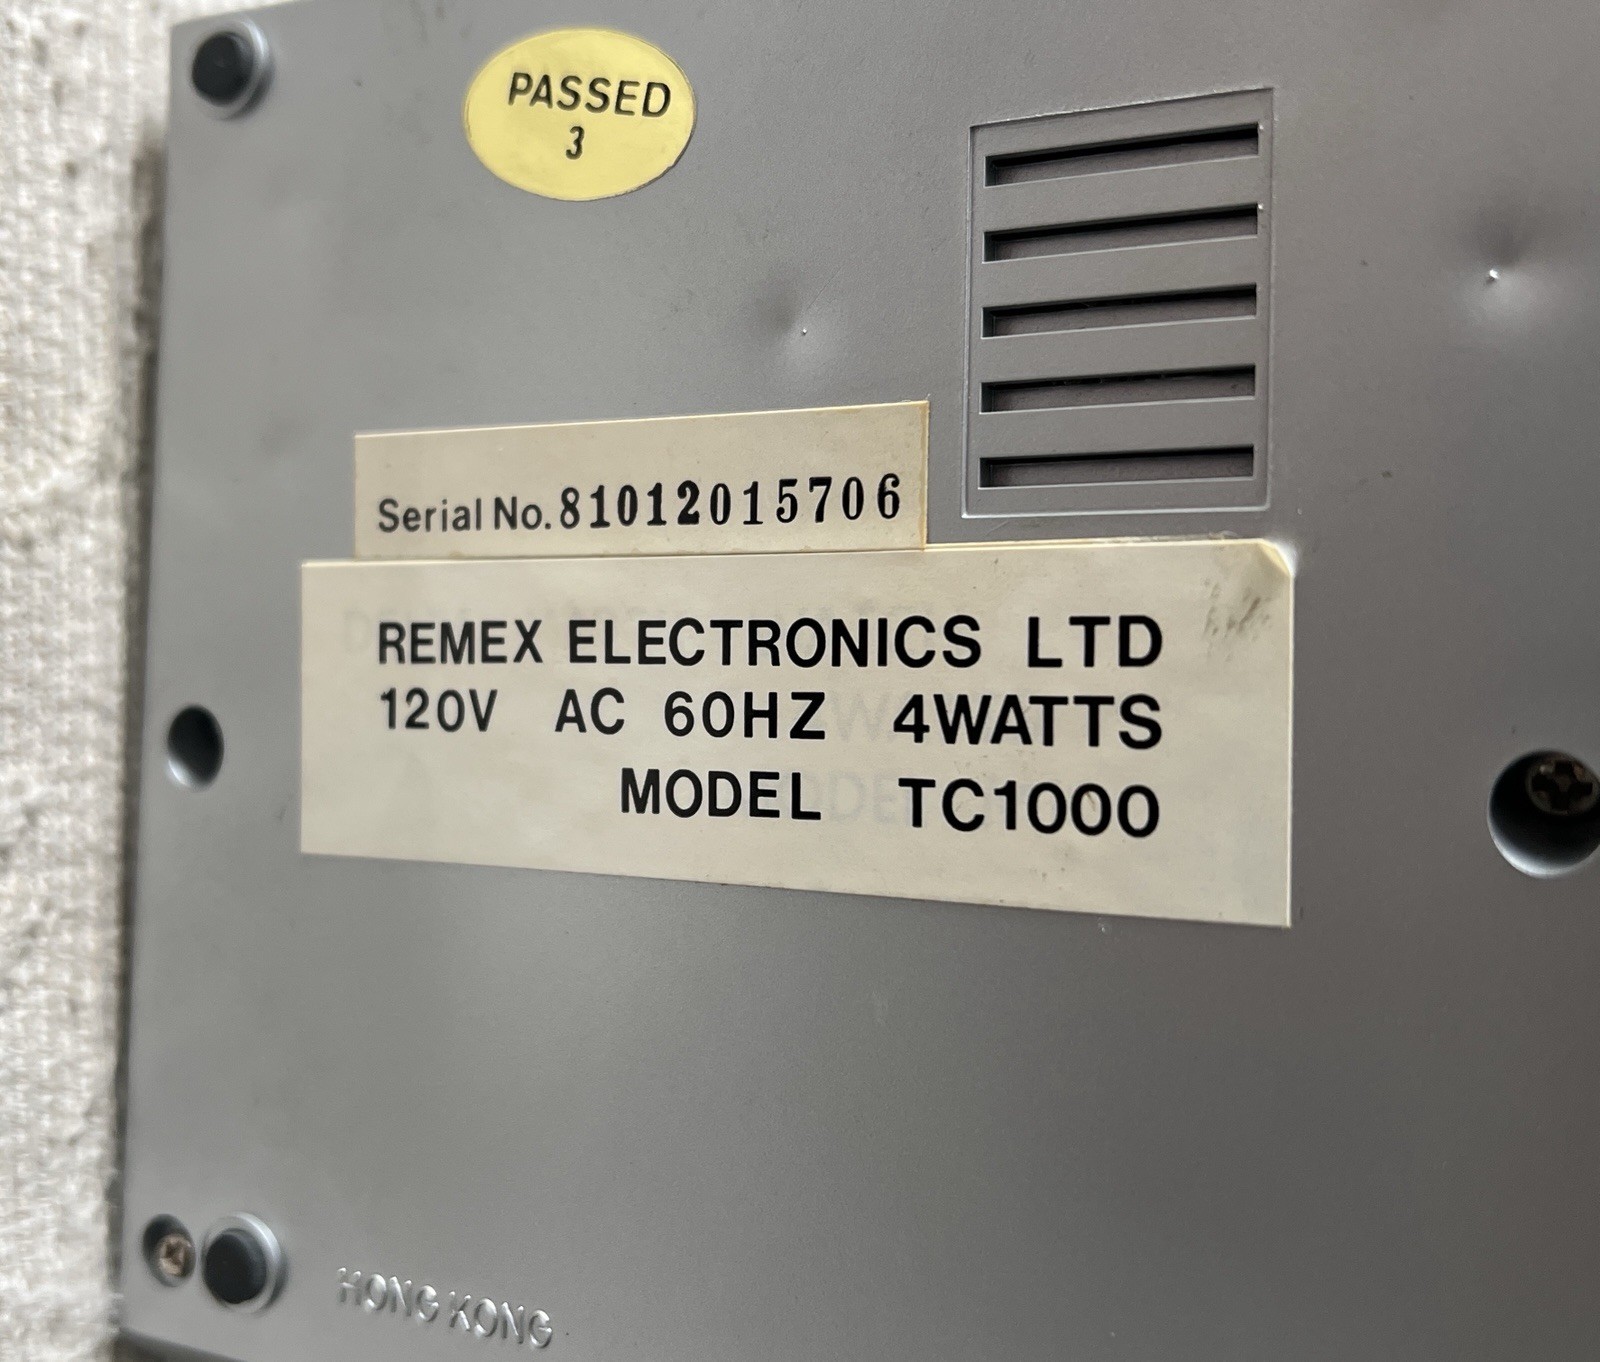 PASSED
3
Serial No. 81012015706
REMEX ELECTRONICS LTD
120V AC 60HZ 4WATTS
MODEL TC1000
HONG KONG